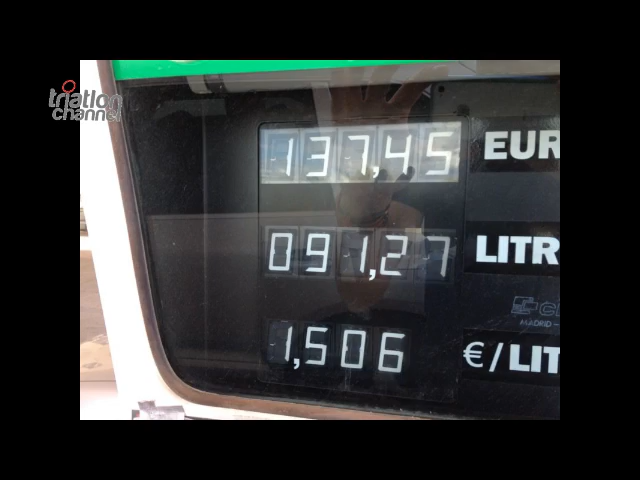 triatlon
channel
137,45 EUR
091,27 LITR
1,506 €/LIT
MADRID -